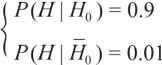 P(H | H₀) = 0.9
P(H | H̅₀) = 0.01